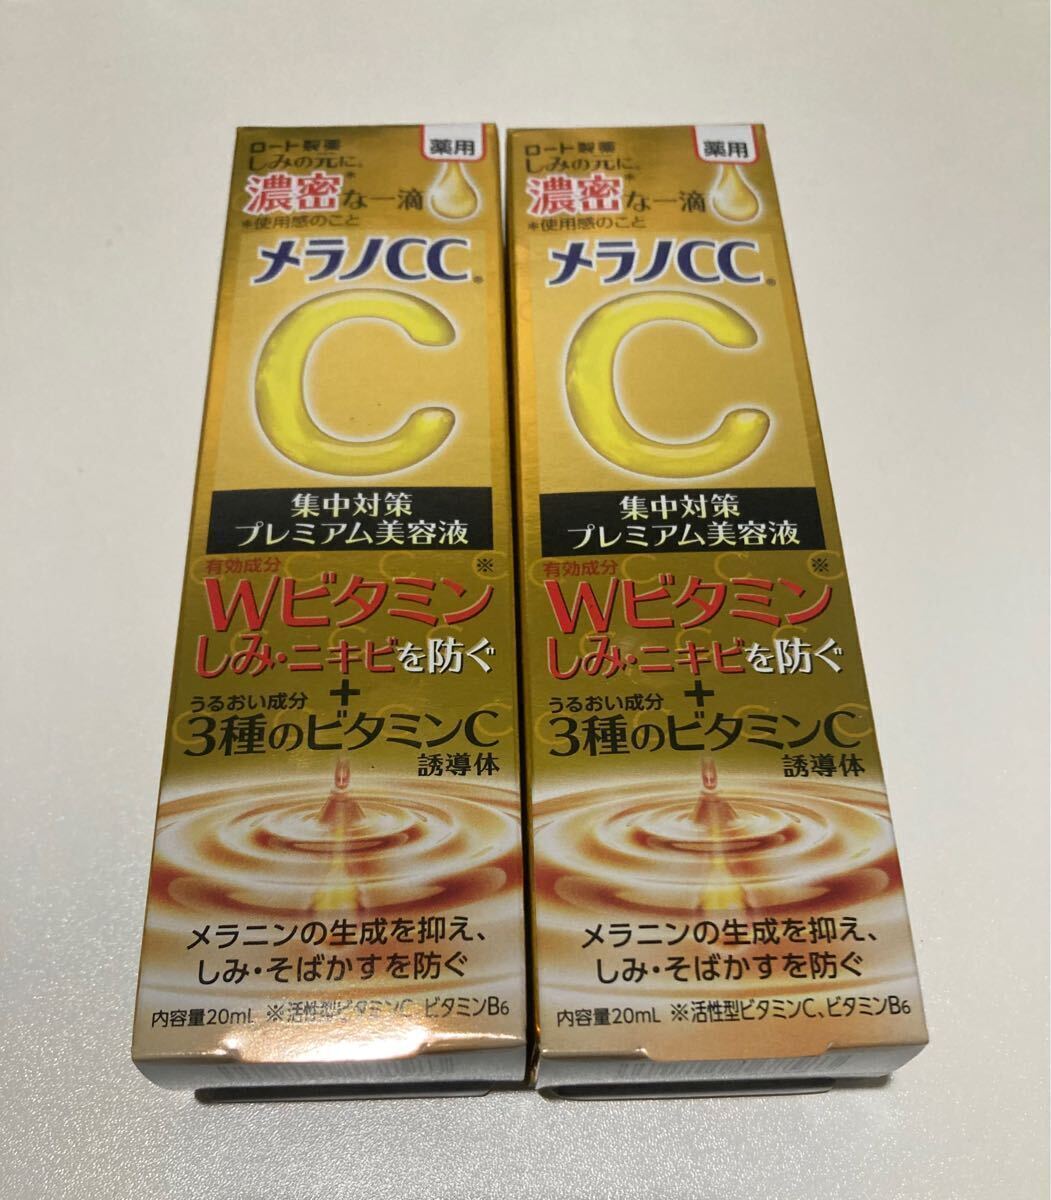 ロート製薬
薬用
しみの元に。
濃密*な一滴
*使用感のこと
メラノCC®
C
集中対策
プレミアム美容液
有効成分
Wビタミン※
しみ・ニキビを防ぐ
+
うるおい成分
3種のビタミンC
誘導体
メラニンの生成を抑え、
しみ・そばかすを防ぐ
内容量20mL ※活性型ビタミンC、ビタミンB6
ロート製薬
薬用
しみの元に。
濃密*な一滴
*使用感のこと
メラノCC®
C
集中対策
プレミアム美容液
有効成分
Wビタミン※
しみ・ニキビを防ぐ
+
うるおい成分
3種のビタミンC
誘導体
メラニンの生成を抑え、
しみ・そばかすを防ぐ
内容量20mL ※活性型ビタミンC、ビタミンB6